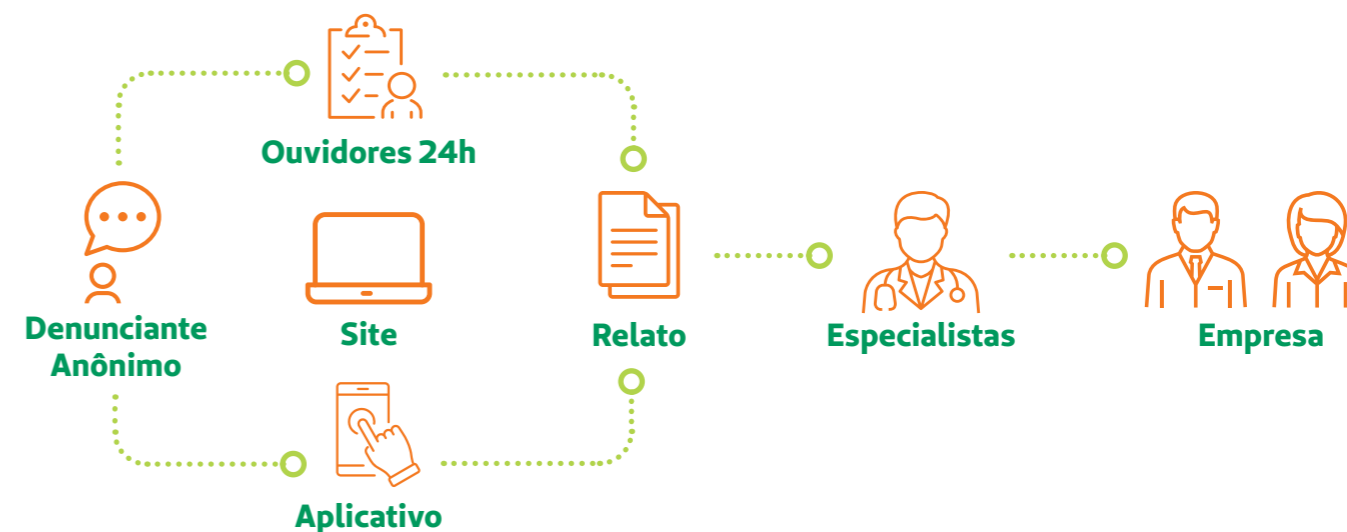 Ouvidores 24h
Denunciante
Anônimo
Site
Relato
Especialistas
Empresa
Aplicativo